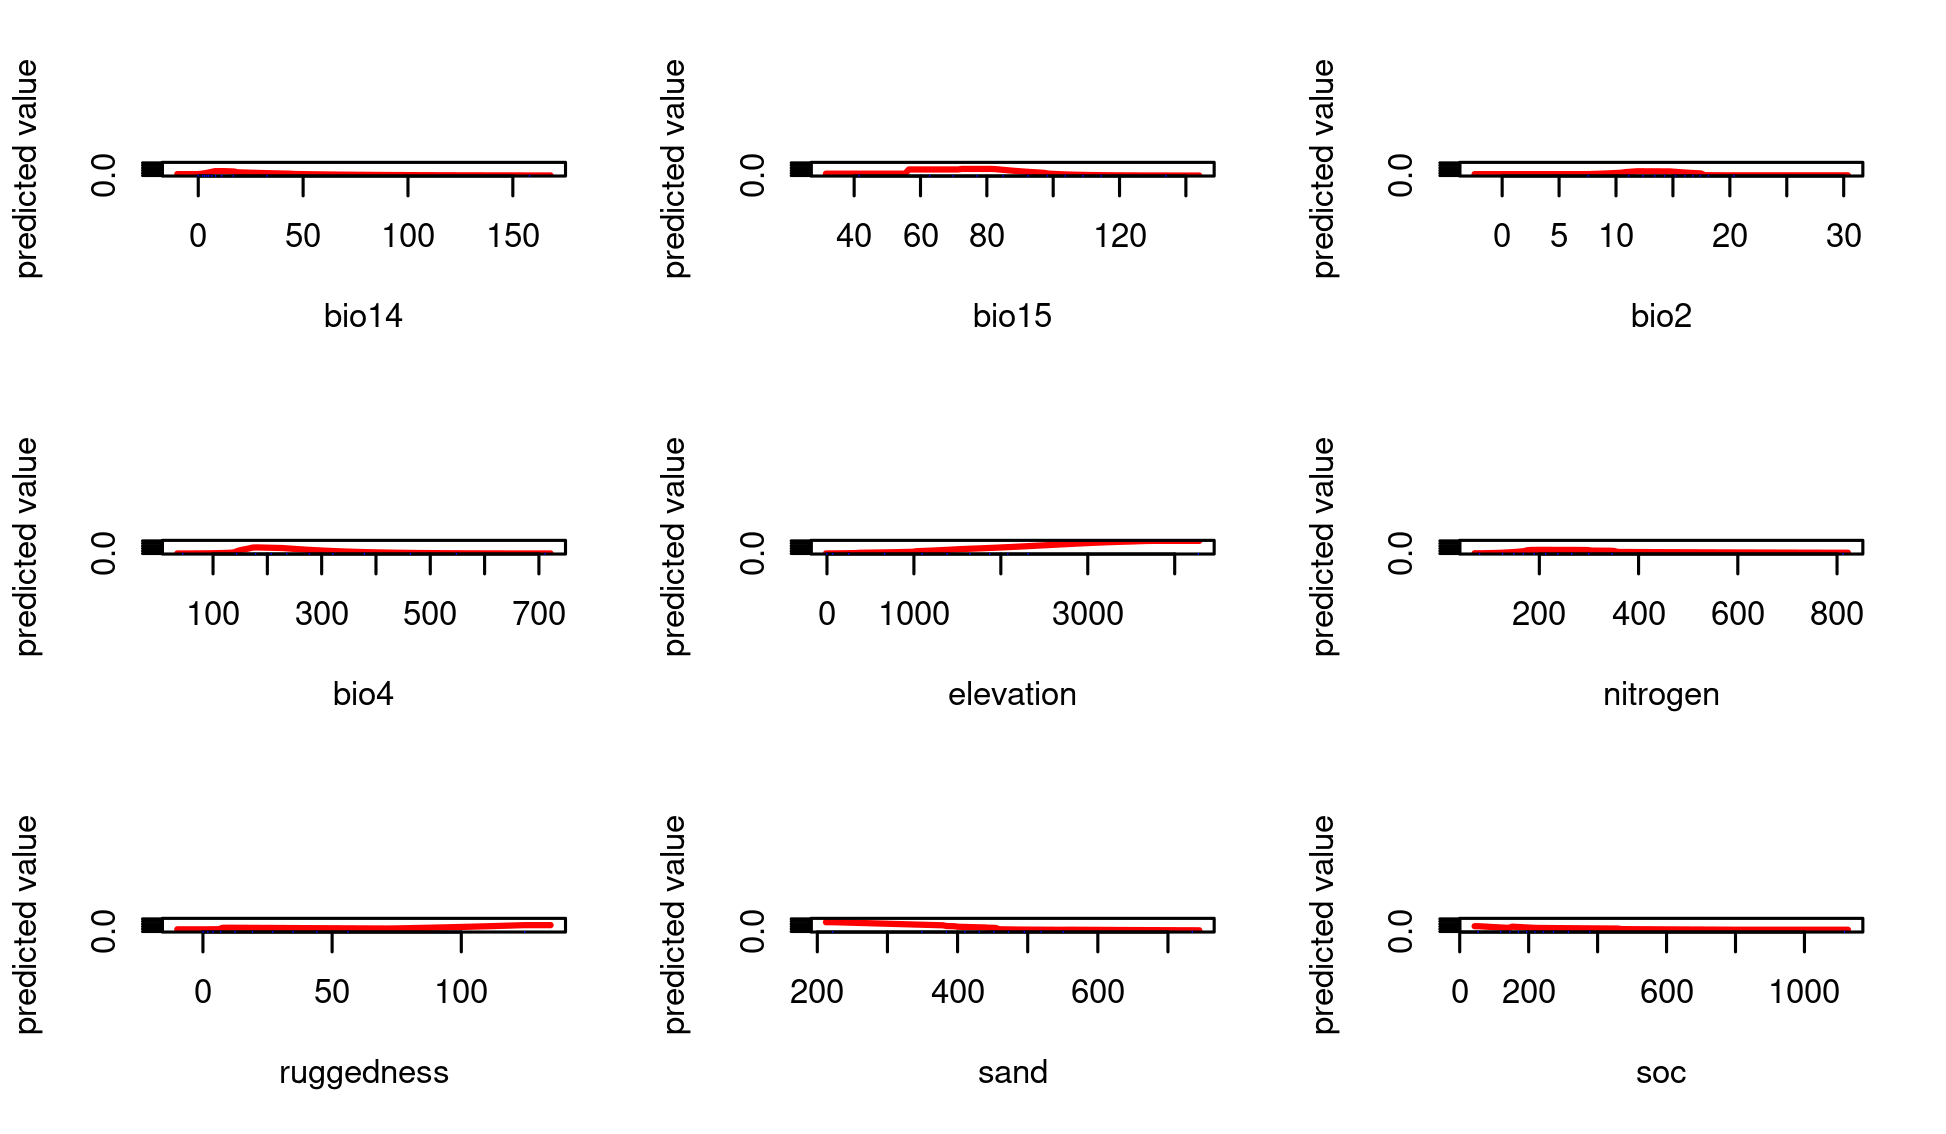 predicted value
0.0
0 50 100 150
bio14
predicted value
0.0
40 60 80 120
bio15
predicted value
0.0
0 5 10 20 30
bio2
predicted value
0.0
100 300 500 700
bio4
predicted value
0.0
0 1000 3000
elevation
predicted value
0.0
200 400 600 800
nitrogen
predicted value
0.0
0 50 100
ruggedness
predicted value
0.0
200 400 600
sand
predicted value
0.0
0 200 600 1000
soc